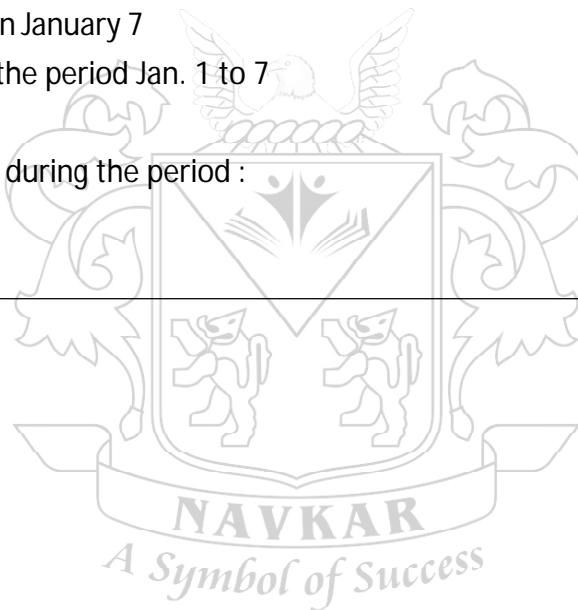 n January 7
the period Jan. 1 to 7
during the period :
NAVKAR
A Symbol of Success